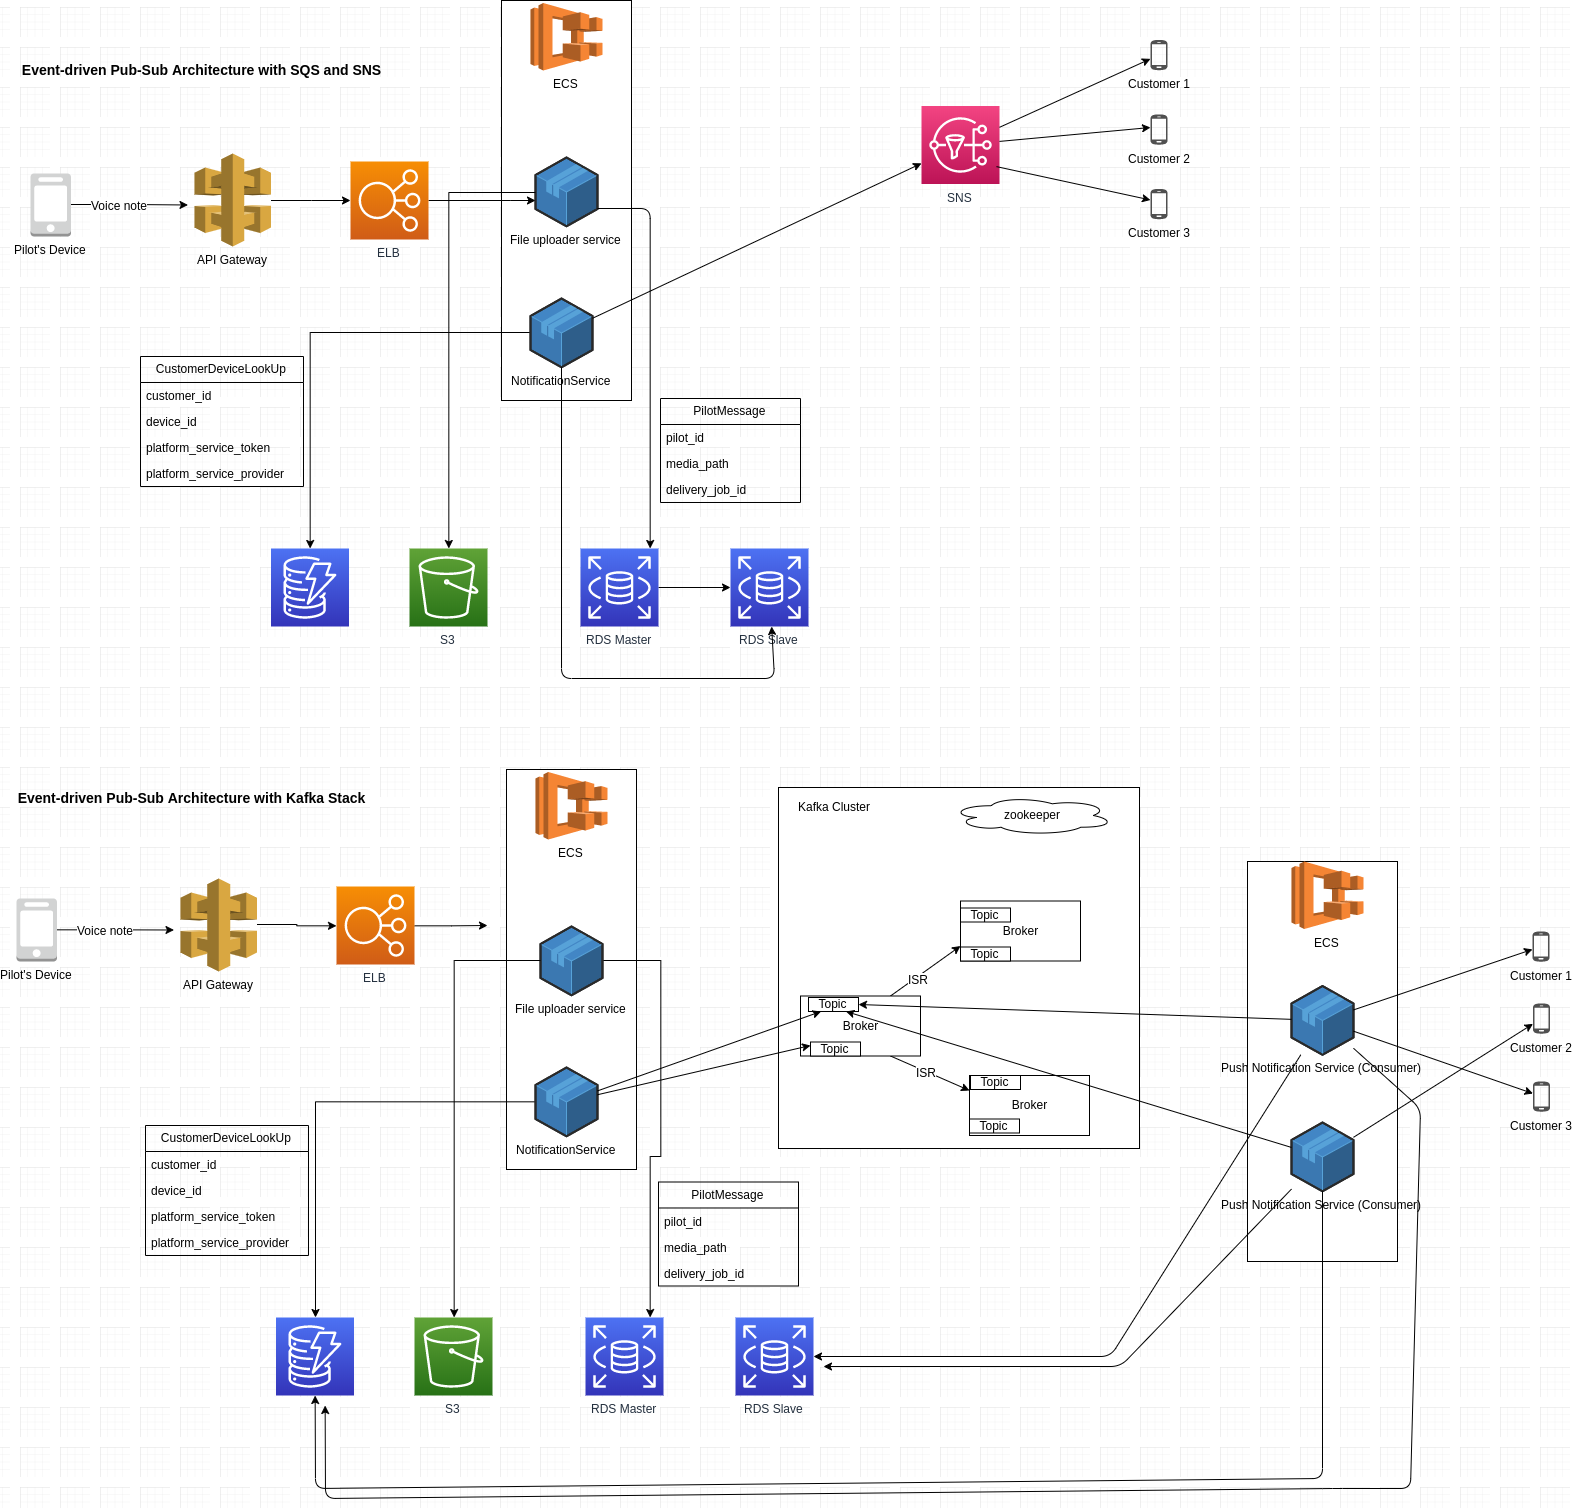 ECS
Event-driven Pub-Sub Architecture with SQS and SNS
Customer 1
Customer 2
Customer 3
SNS
Voice note
Pilot's Device
API Gateway
ELB
File uploader service
NotificationService
CustomerDeviceLookUp
customer_id
device_id
platform_service_token
platform_service_provider
PilotMessage
pilot_id
media_path
delivery_job_id
S3
RDS Master
RDS Slave
Event-driven Pub-Sub Architecture with Kafka Stack
ECS
Kafka Cluster
zookeeper
Topic
Broker
Topic
ISR
Topic
Broker
Topic
ISR
Topic
Broker
Topic
ECS
Customer 1
Customer 2
Customer 3
Push Notification Service (Consumer)
Push Notification Service (Consumer)
Voice note
Pilot's Device
API Gateway
ELB
File uploader service
NotificationService
CustomerDeviceLookUp
customer_id
device_id
platform_service_token
platform_service_provider
PilotMessage
pilot_id
media_path
delivery_job_id
S3
RDS Master
RDS Slave